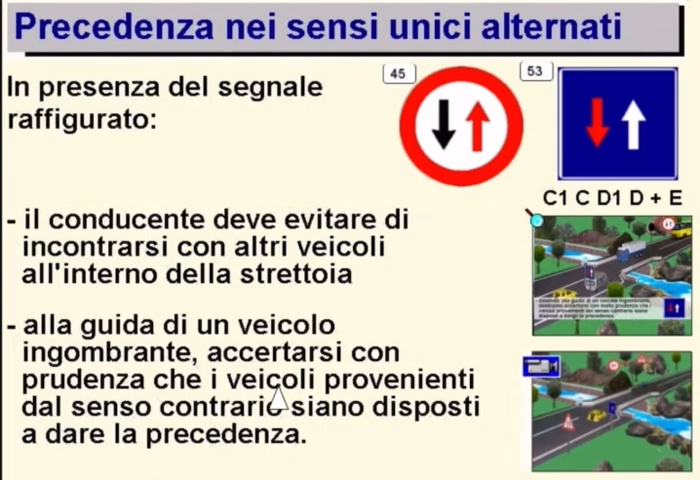 Precedenza nei sensi unici alternati
45
53
In presenza del segnale
raffigurato:
C1 C D1 D + E
- il conducente deve evitare di
incontrarsi con altri veicoli
all'interno della strettoia
- alla guida di un veicolo
ingombrante, accertarsi con
prudenza che i veicoli provenienti
dal senso contrario siano disposti
a dare la precedenza.